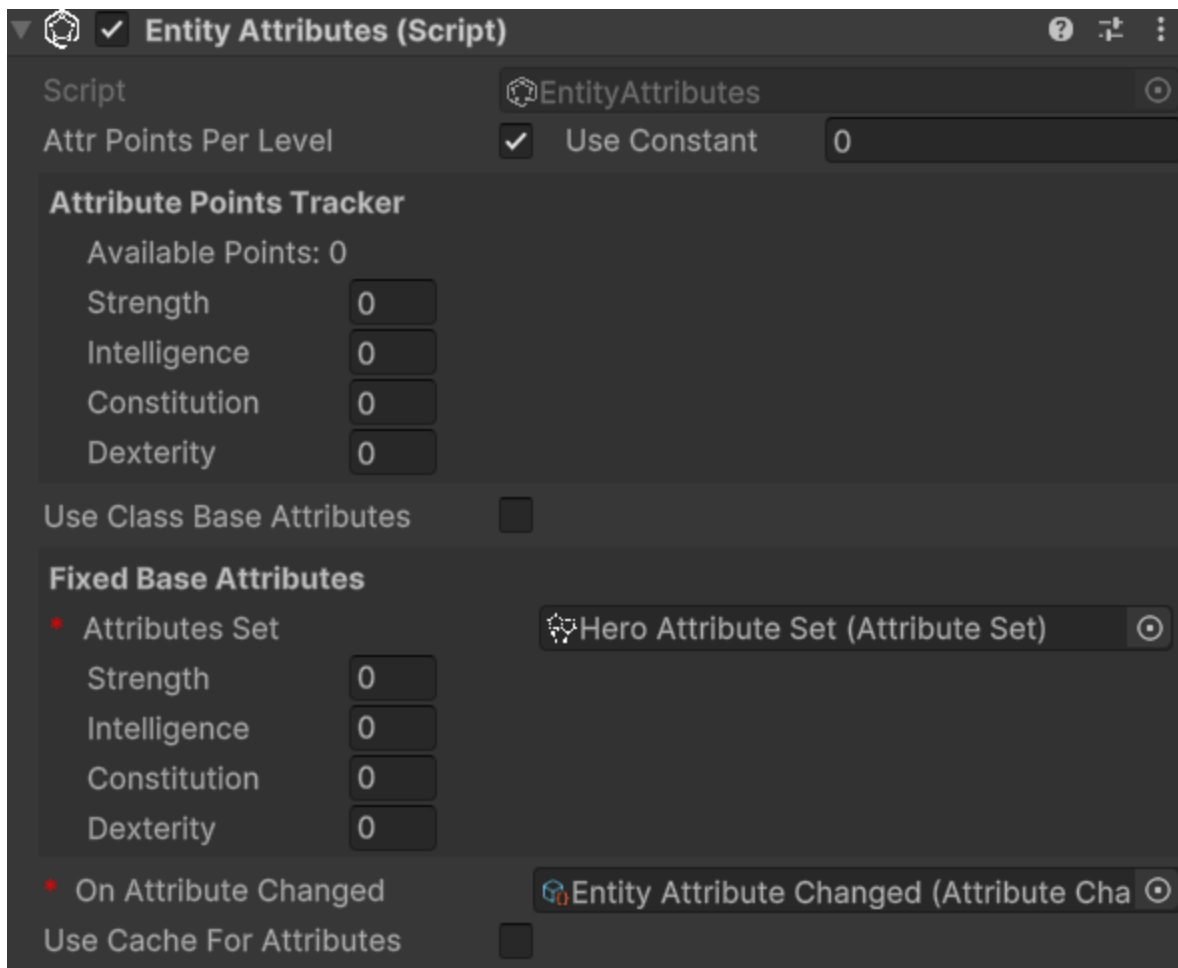 Entity Attributes (Script)
Script EntityAttributes
Attr Points Per Level Use Constant 0
Attribute Points Tracker
Available Points: 0
Strength 0
Intelligence 0
Constitution 0
Dexterity 0
Use Class Base Attributes
Fixed Base Attributes
* Attributes Set Hero Attribute Set (Attribute Set)
Strength 0
Intelligence 0
Constitution 0
Dexterity 0
* On Attribute Changed Entity Attribute Changed (Attribute Cha
Use Cache For Attributes